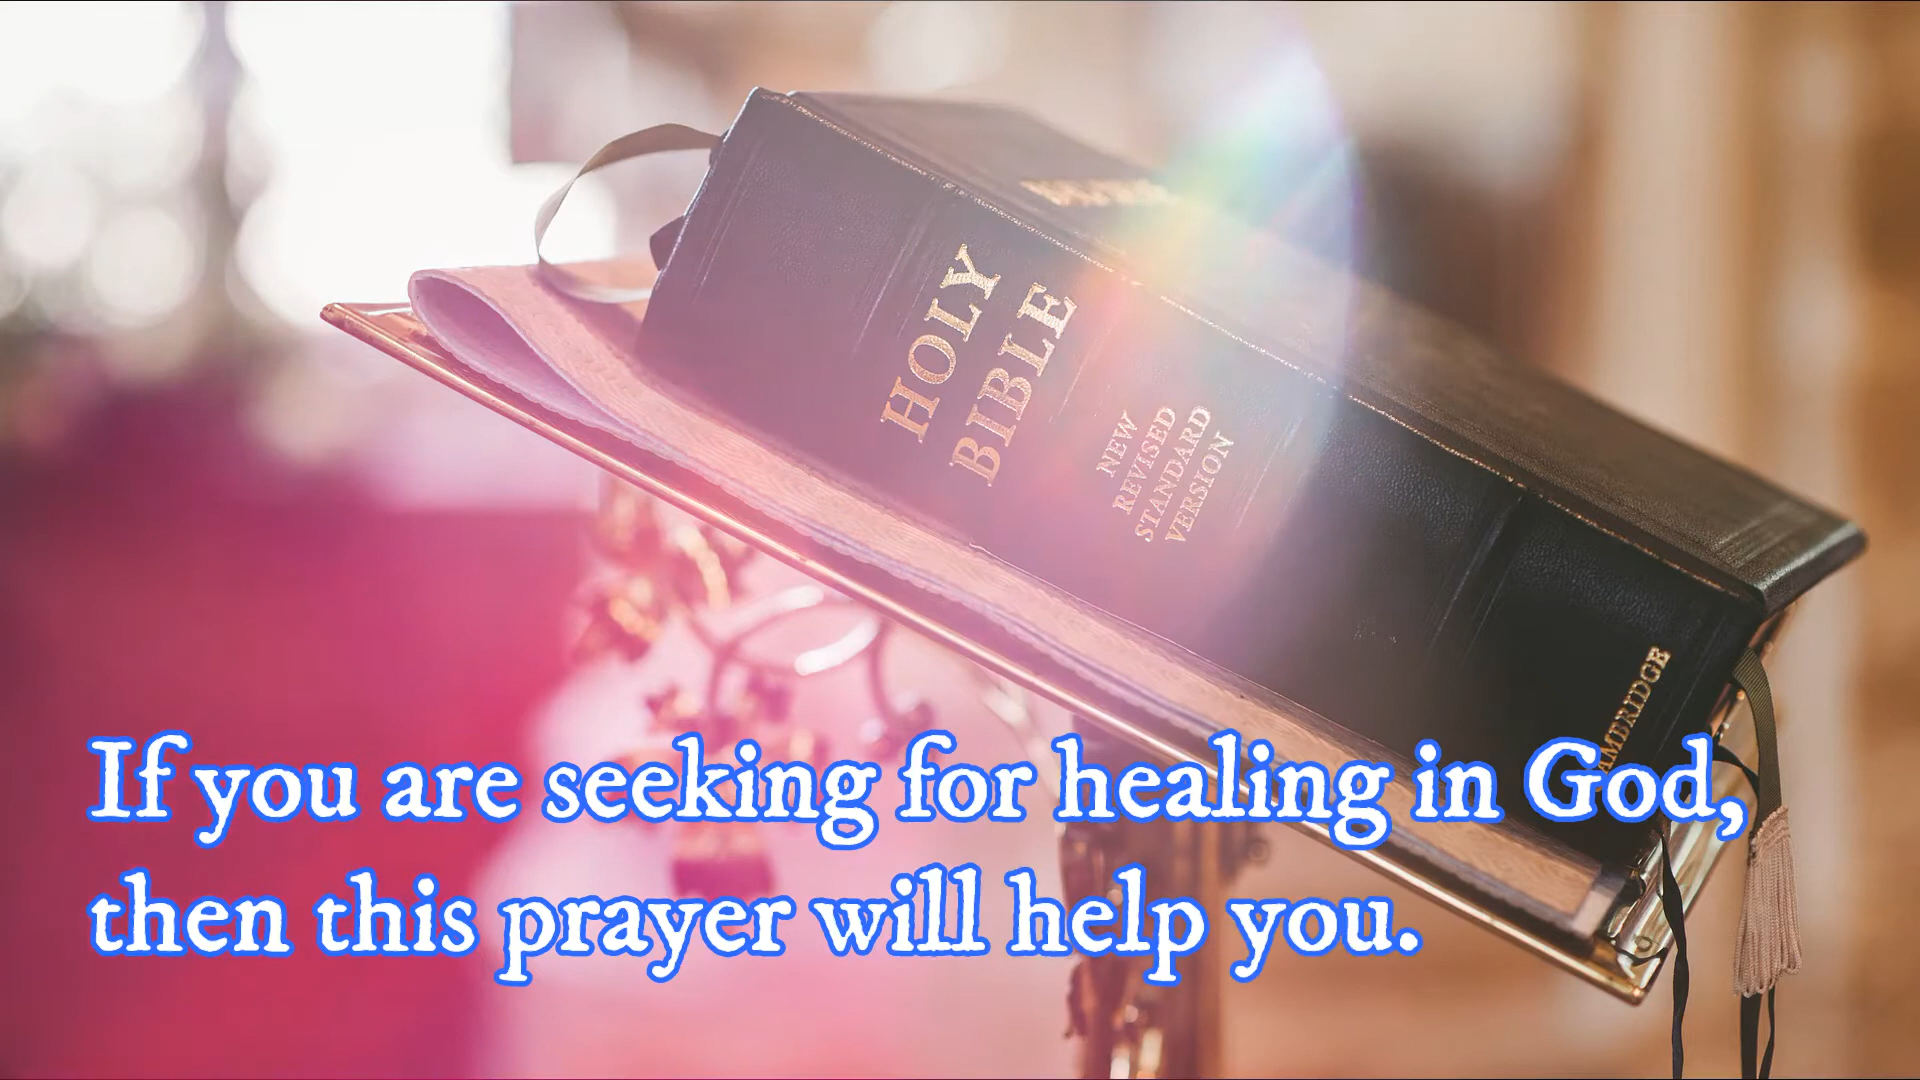 HOLY
BIBLE
NEW
REVISED
STANDARD
VERSION
If you are seeking for healing in God,
then this prayer will help you.